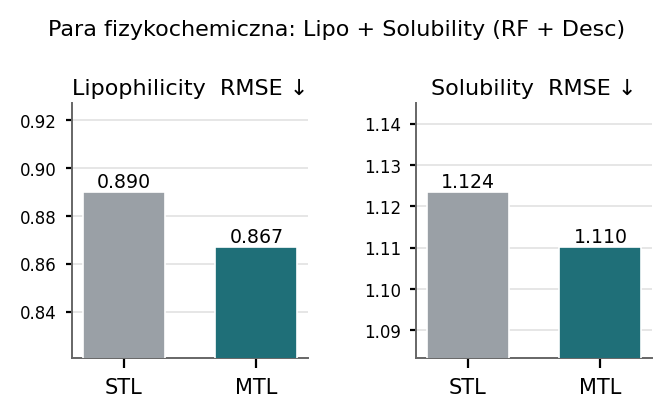 Para fizykochemiczna: Lipo + Solubility (RF + Desc)
Lipophilicity RMSE ↓
0.92
0.90
0.88
0.86
0.84
0.890
0.867
STL
MTL
Solubility RMSE ↓
1.14
1.13
1.12
1.11
1.10
1.09
1.124
1.110
STL
MTL